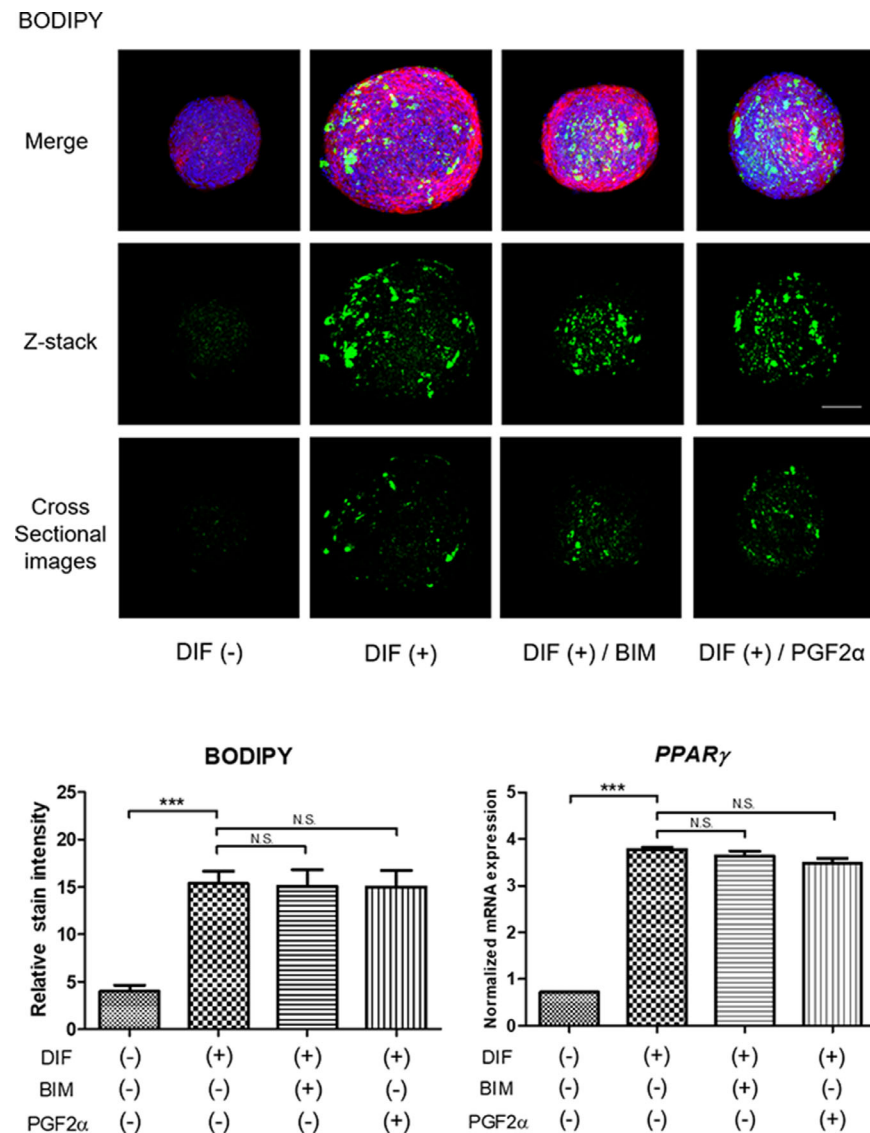 BODIPY
Merge
Z-stack
Cross
Sectional
images
DIF (-)
DIF (+)
DIF (+) / BIM
DIF (+) / PGF2α
BODIPY
Relative stain intensity
25
20
15
10
5
0
***
N.S.
N.S.
DIF (-) (+) (+) (+)
BIM (-) (-) (+) (-)
PGF2α (-) (-) (-) (+)
PPARγ
Normalized mRNA expression
5
4
3
2
1
0
***
N.S.
N.S.
DIF (-) (+) (+) (+)
BIM (-) (-) (+) (-)
PGF2α (-) (-) (-) (+)